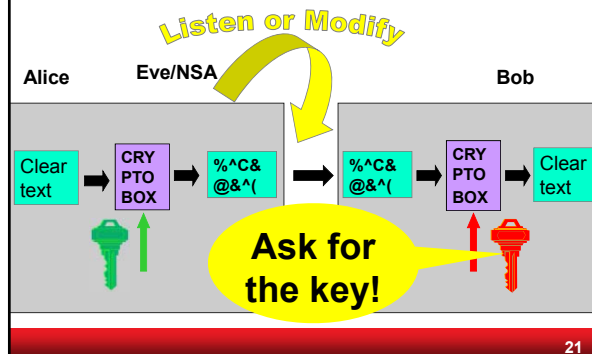 Listen or Modify
Alice
Eve/NSA
Bob
Clear
text
CRY
PTO
BOX
%^C&
@&^(
%^C&
@&^(
CRY
PTO
BOX
Clear
text
Ask for
the key!
21